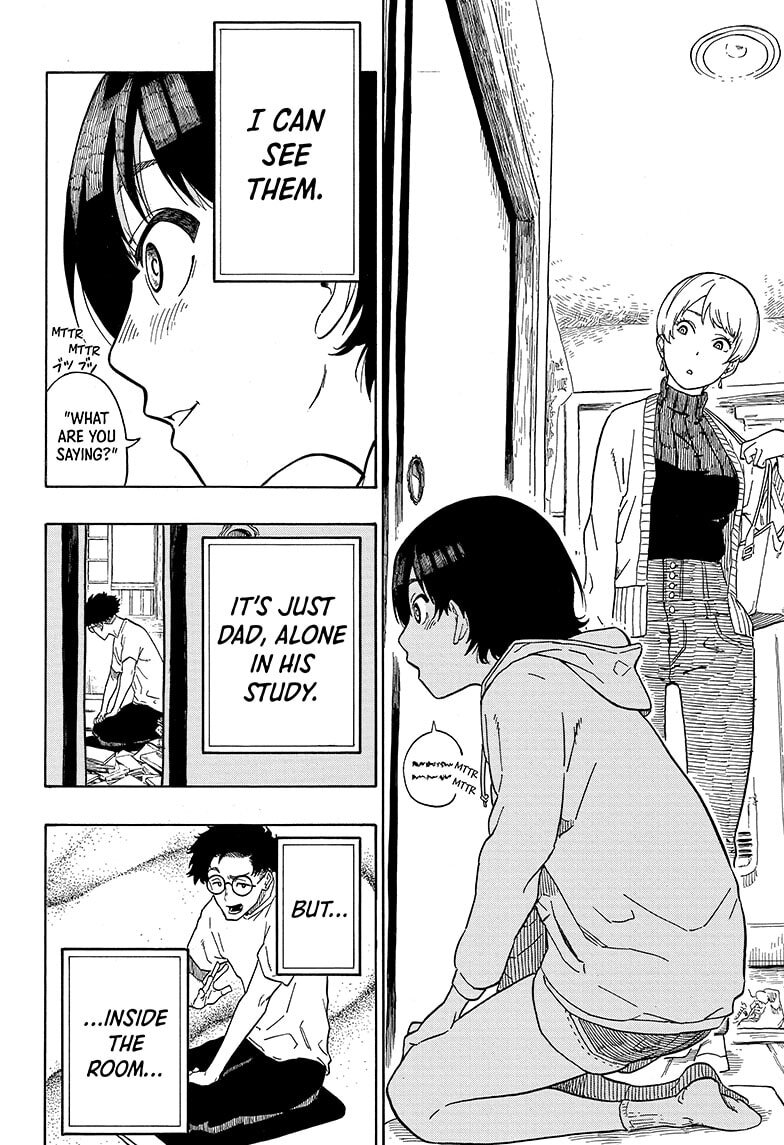 MTTR
MTTR
I CAN
SEE
THEM.
MTTR
MTTR
ブツブツ
"WHAT
ARE YOU
SAYING?"
IT'S JUST
DAD, ALONE
IN HIS
STUDY.
BUT...
...INSIDE
THE
ROOM...